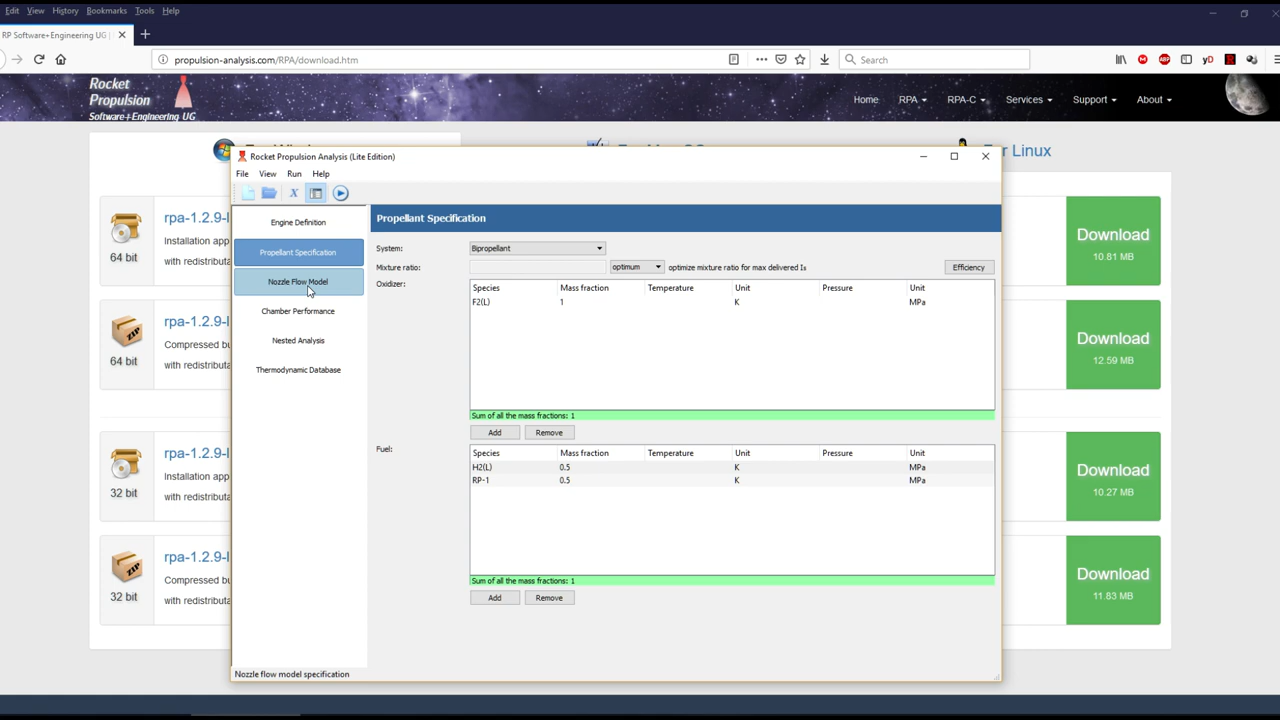 Edit View History Bookmarks Tools Help
RP Software+Engineering UG |
propulsion-analysis.com/RPA/download.htm
Search
Rocket
Propulsion
Software+Engineering UG
Home RPA RPA-C Services Support About
r Linux
Rocket Propulsion Analysis (Lite Edition)
File View Run Help
Engine Definition
Propellant Specification
Nozzle Flow Model
Chamber Performance
Nested Analysis
Thermodynamic Database
Propellant Specification
System: Bipropellant
Mixture ratio: optimum optimize mixture ratio for max delivered Is Efficiency
Oxidizer:
Species Mass fraction Temperature Unit Pressure Unit
F2(L) 1 K MPa
Sum of all the mass fractions: 1
Add Remove
Fuel:
Species Mass fraction Temperature Unit Pressure Unit
H2(L) 0.5 K MPa
RP-1 0.5 K MPa
Sum of all the mass fractions: 1
Add Remove
Nozzle flow model specification
64 bit
rpa-1.2.9-
Installation app
with redistributa
Download
10.81 MB
64 bit
rpa-1.2.9-
Compressed bu
with redistributa
Download
12.59 MB
32 bit
rpa-1.2.9-
Installation app
with redistributa
Download
10.27 MB
32 bit
rpa-1.2.9-
Compressed bu
with redistributa
Download
11.83 MB